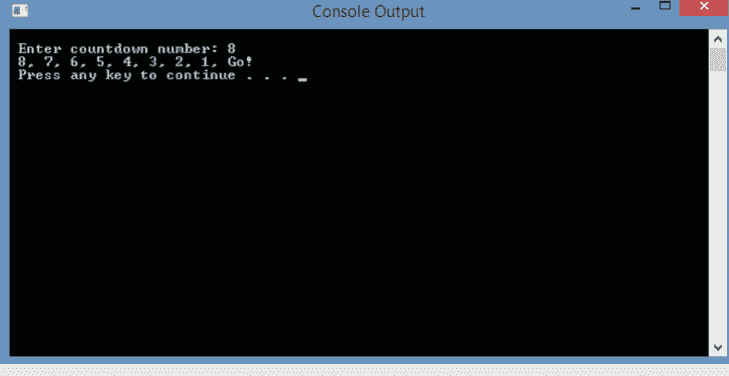 Console Output
Enter countdown number: 8
8, 7, 6, 5, 4, 3, 2, 1, Go!
Press any key to continue . . . _